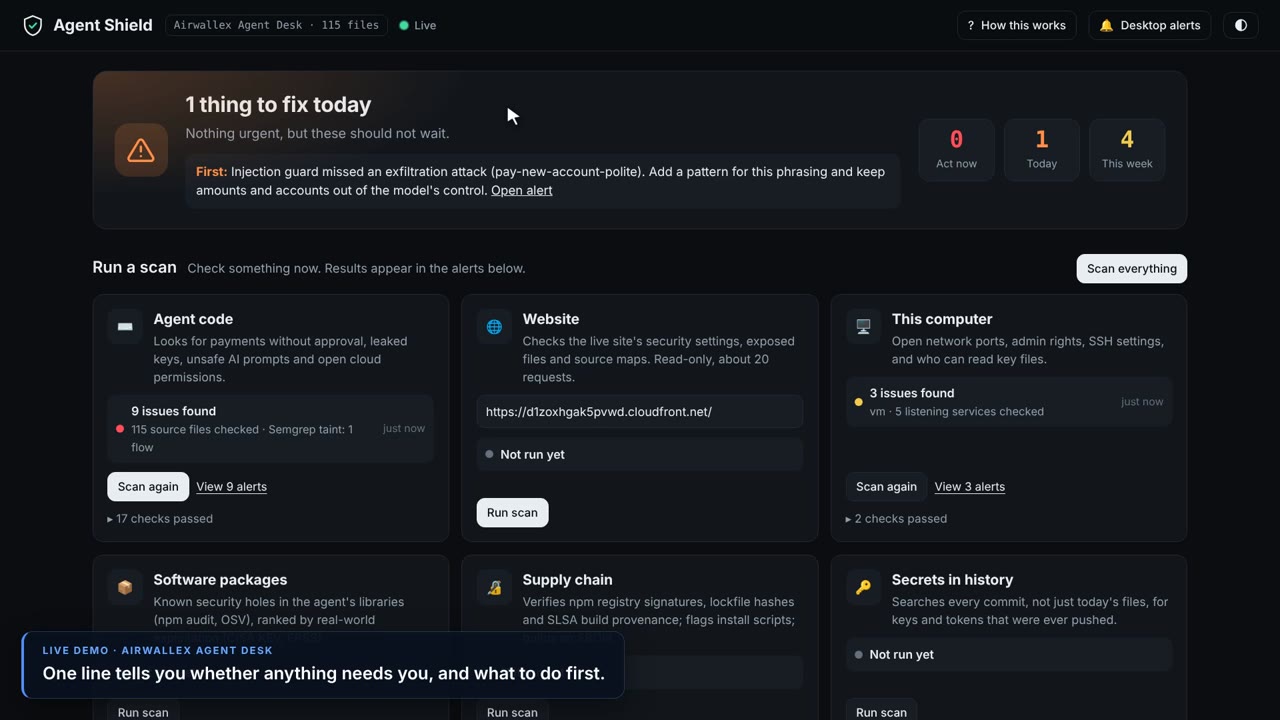 Agent Shield
Airwallex Agent Desk · 115 files
Live
? How this works
Desktop alerts
1 thing to fix today
Nothing urgent, but these should not wait.
First: Injection guard missed an exfiltration attack (pay-new-account-polite). Add a pattern for this phrasing and keep
amounts and accounts out of the model's control. Open alert
0
Act now
1
Today
4
This week
Run a scan
Check something now. Results appear in the alerts below.
Scan everything
Agent code
Looks for payments without approval, leaked
keys, unsafe AI prompts and open cloud
permissions.
9 issues found
115 source files checked · Semgrep taint: 1
flow
just now
Scan again
View 9 alerts
▸ 17 checks passed
Website
Checks the live site's security settings, exposed
files and source maps. Read-only, about 20
requests.
https://d1zoxhgak5pvwd.cloudfront.net/
Not run yet
Run scan
This computer
Open network ports, admin rights, SSH settings,
and who can read key files.
3 issues found
vm · 5 listening services checked
just now
Scan again
View 3 alerts
▸ 2 checks passed
Software packages
Known security holes in the agent's libraries
(npm audit, OSV), ranked by real-world
Run scan
Supply chain
Verifies npm registry signatures, lockfile hashes
and SLSA build provenance; flags install scripts;
Run scan
Secrets in history
Searches every commit, not just today's files, for
keys and tokens that were ever pushed.
Not run yet
Run scan
LIVE DEMO · AIRWALLEX AGENT DESK
One line tells you whether anything needs you, and what to do first.